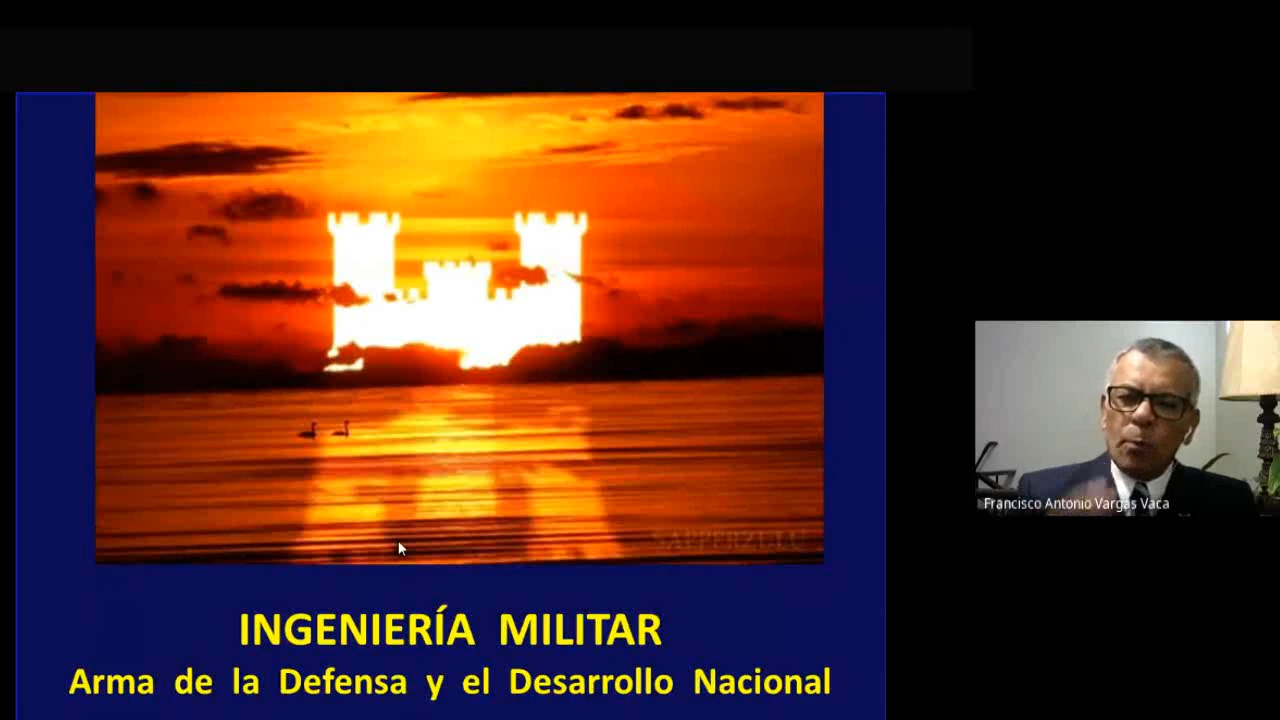 INGENIERÍA MILITAR
Arma de la Defensa y el Desarrollo Nacional
Francisco Antonio Vargas Vaca